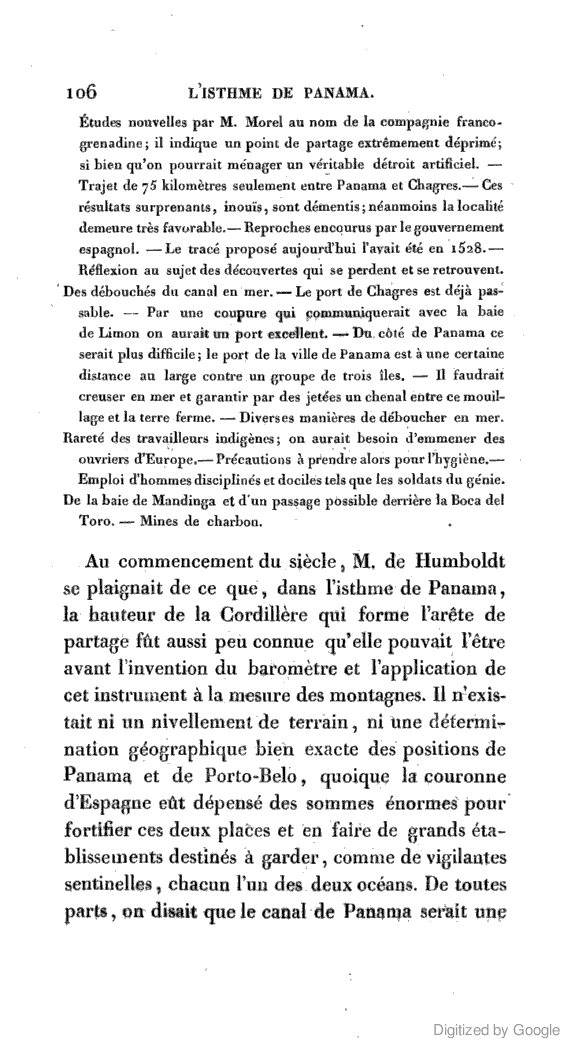 106 L'ISTHME DE PANAMA.
Études nouvelles par M. Morel au nom de la compagnie franco-
grenadine; il indique un point de partage extrêmement déprimé;
si bien qu'on pourrait ménager un véritable détroit artificiel. —
Trajet de 75 kilomètres seulement entre Panama et Chagres. — Ces
résultats surprenants, inouïs, sont démentis; néanmoins la localité
demeure très favorable. — Reproches encourus par le gouvernement
espagnol. — Le tracé proposé aujourd'hui l'avait été en 1528. —
Réflexion au sujet des découvertes qui se perdent et se retrouvent.
Des débouchés du canal en mer. — Le port de Chagres est déjà pas-
sable. — Par une coupure qui communiquerait avec la baie
de Limon on aurait un port excellent. — Du côté de Panama ce
serait plus difficile; le port de la ville de Panama est à une certaine
distance au large contre un groupe de trois îles. — Il faudrait
creuser en mer et garantir par des jetées un chenal entre ce mouil-
lage et la terre ferme. — Diverses manières de déboucher en mer.
Rareté des travailleurs indigènes; on aurait besoin d'emmener des
ouvriers d'Europe. — Précautions à prendre alors pour l'hygiène. —
Emploi d'hommes disciplinés et dociles tels que les soldats du génie.
De la baie de Mandinga et d'un passage possible derrière la Boca del
Toro. — Mines de charbon.
Au commencement du siècle, M. de Humboldt
se plaignait de ce que, dans l'isthme de Panama,
la hauteur de la Cordillère qui forme l'arête de
partage fût aussi peu connue qu'elle pouvait l'être
avant l'invention du baromètre et l'application de
cet instrument à la mesure des montagnes. Il n'exis-
tait ni un nivellement de terrain, ni une détermi-
nation géographique bien exacte des positions de
Panama et de Porto-Belo, quoique la couronne
d'Espagne eût dépensé des sommes énormes pour
fortifier ces deux places et en faire de grands éta-
blissements destinés à garder, comme de vigilantes
sentinelles, chacun l'un des deux océans. De toutes
parts, on disait que le canal de Panama serait une
Digitized by Google